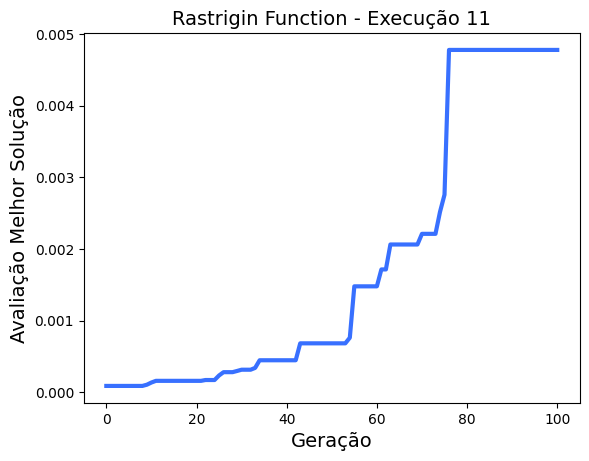 Rastrigin Function - Execução 11
Avaliação Melhor Solução
0.005
0.004
0.003
0.002
0.001
0.000
0 20 40 60 80 100
Geração